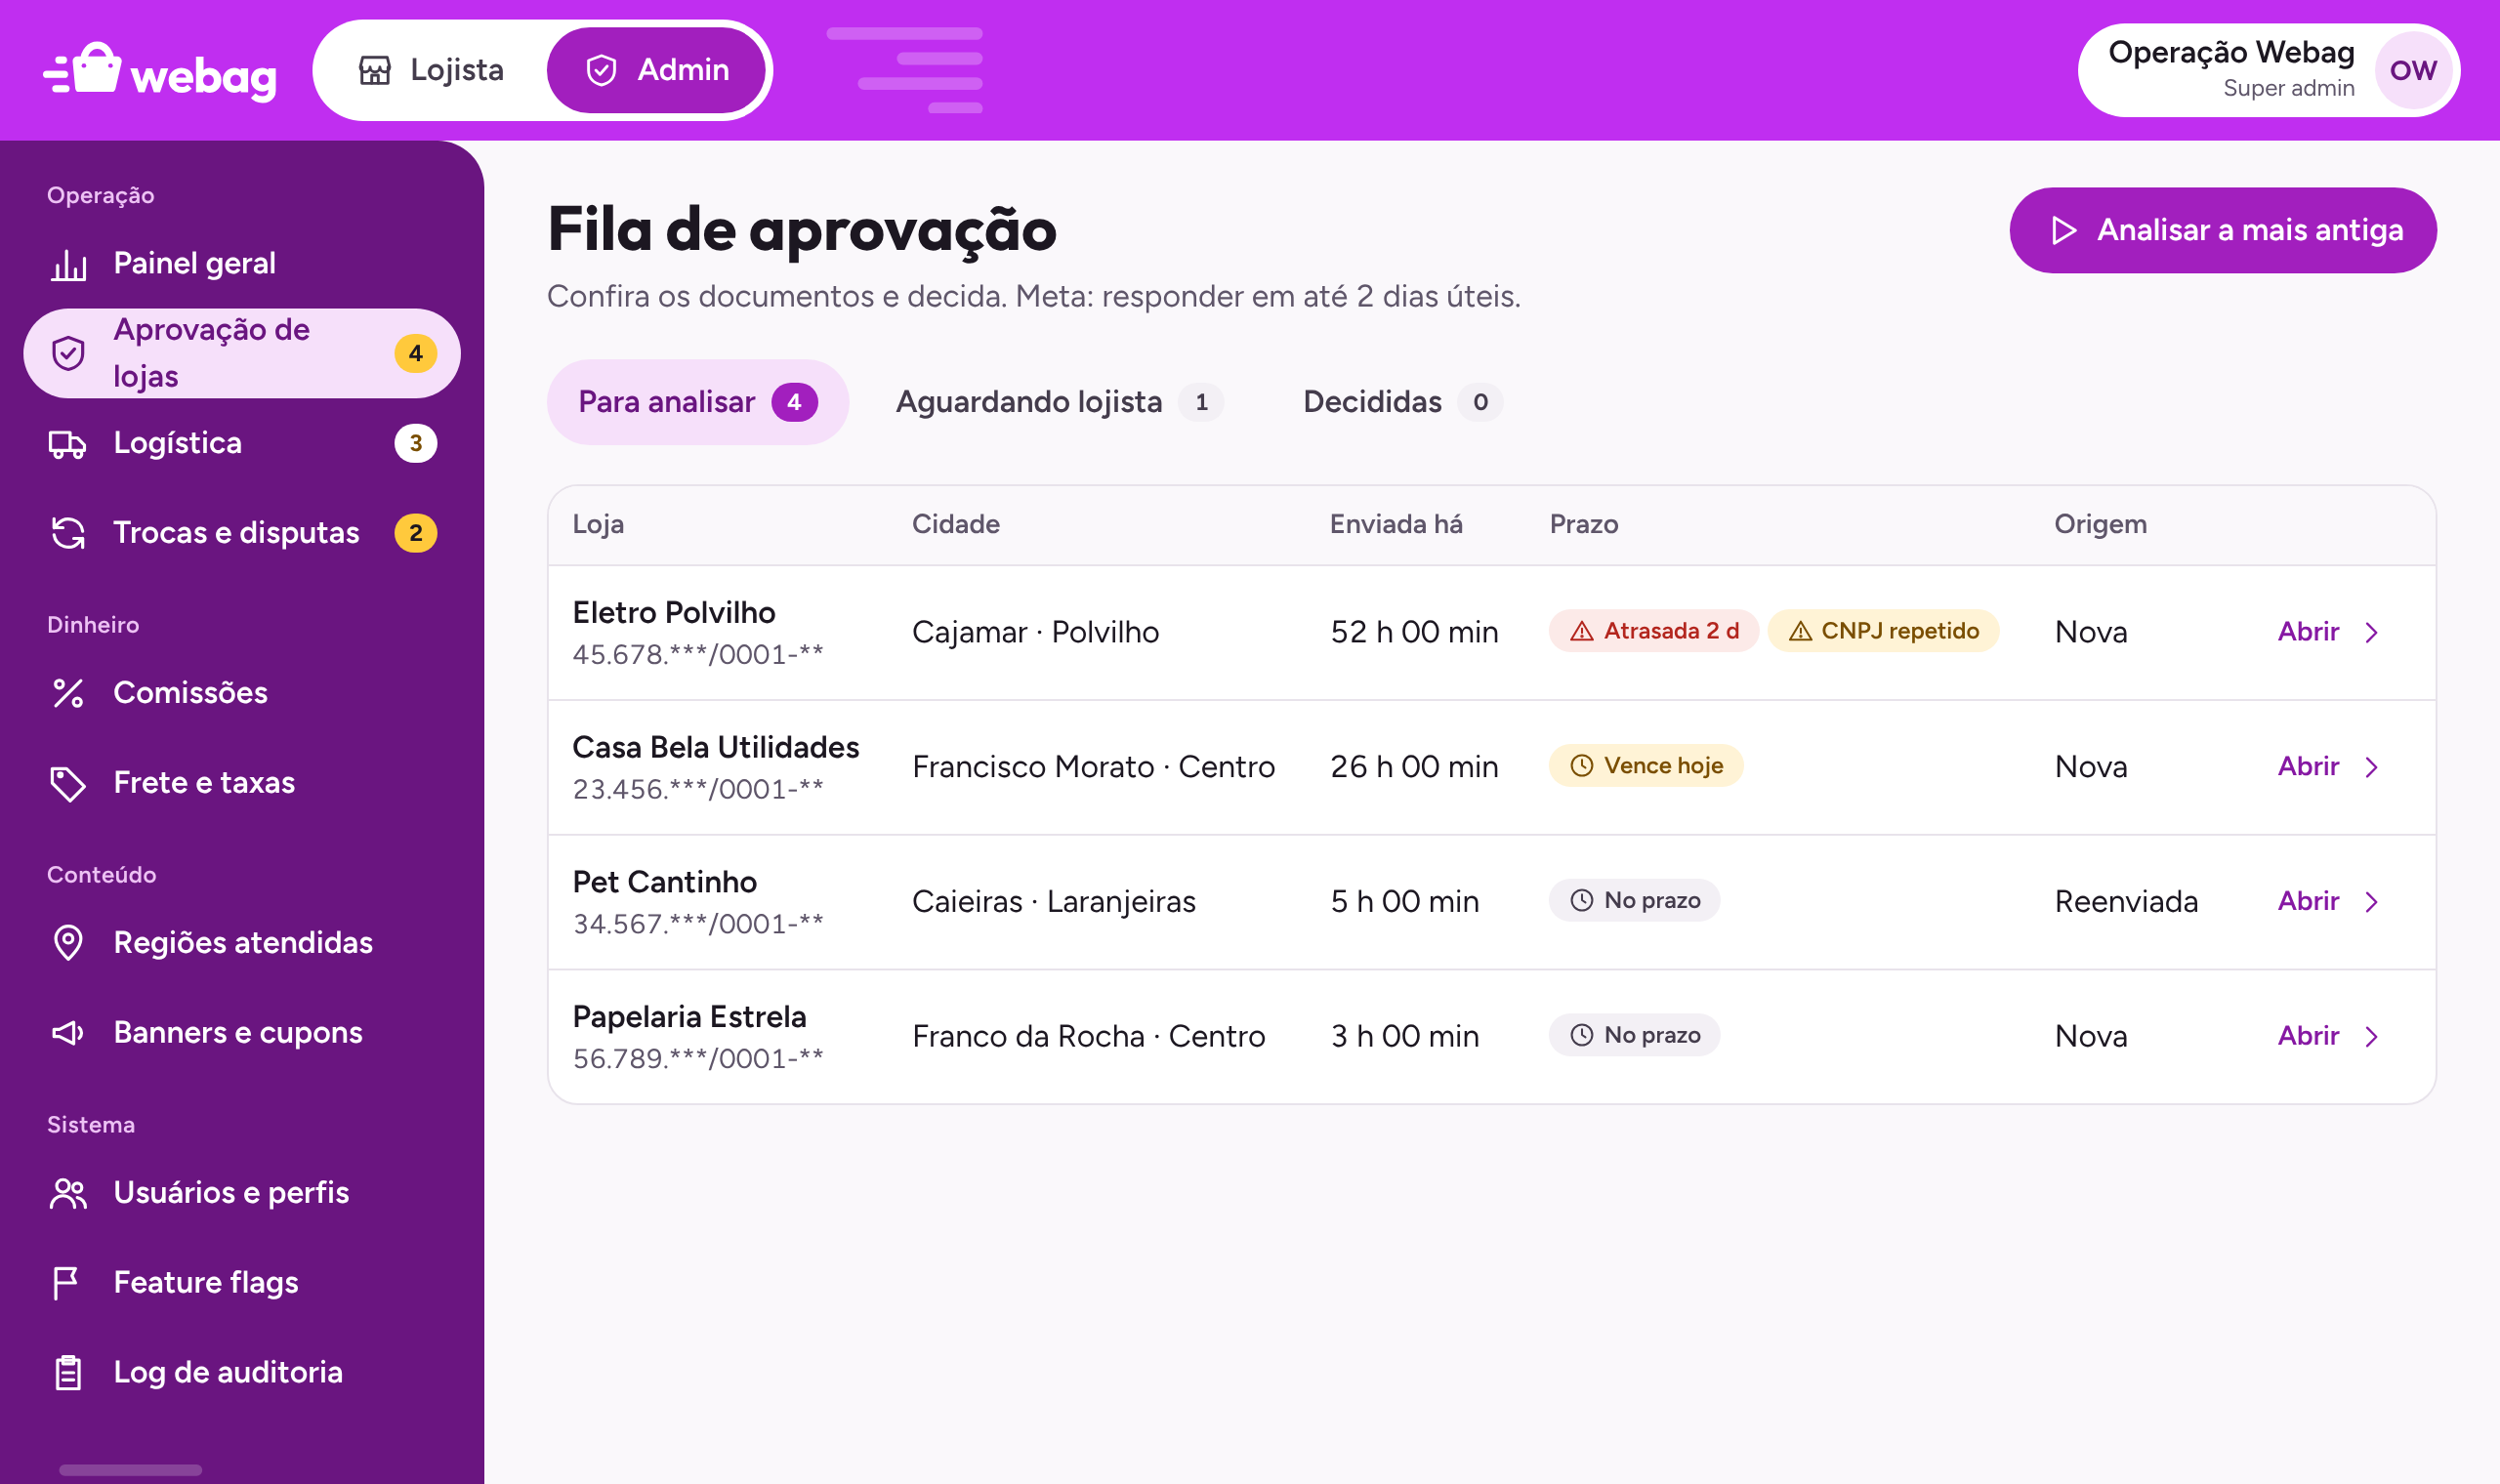 webag
Lojista
Admin
Operação Webag
Super admin
OW
Operação
Painel geral
Aprovação de
lojas
4
Logística
3
Trocas e disputas
2
Dinheiro
Comissões
Frete e taxas
Conteúdo
Regiões atendidas
Banners e cupons
Sistema
Usuários e perfis
Feature flags
Log de auditoria
Fila de aprovação
Confira os documentos e decida. Meta: responder em até 2 dias úteis.
Analisar a mais antiga
Para analisar 4
Aguardando lojista 1
Decididas 0
Loja Cidade Enviada há Prazo Origem
Eletro Polvilho
45.678.***/0001-**
Cajamar · Polvilho 52 h 00 min Atrasada 2 d CNPJ repetido Nova Abrir
Casa Bela Utilidades
23.456.***/0001-**
Francisco Morato · Centro 26 h 00 min Vence hoje Nova Abrir
Pet Cantinho
34.567.***/0001-**
Caieiras · Laranjeiras 5 h 00 min No prazo Reenviada Abrir
Papelaria Estrela
56.789.***/0001-**
Franco da Rocha · Centro 3 h 00 min No prazo Nova Abrir